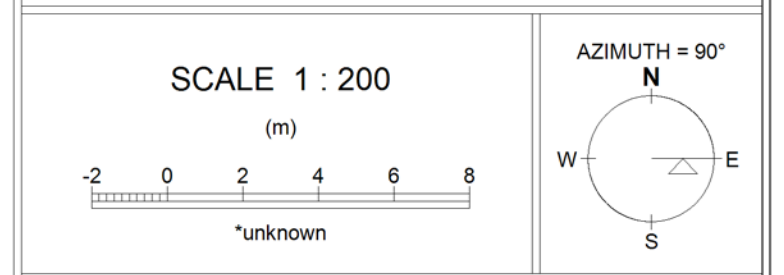 SCALE 1 : 200
(m)
-2 0 2 4 6 8
*unknown
AZIMUTH = 90°
N
W E
S